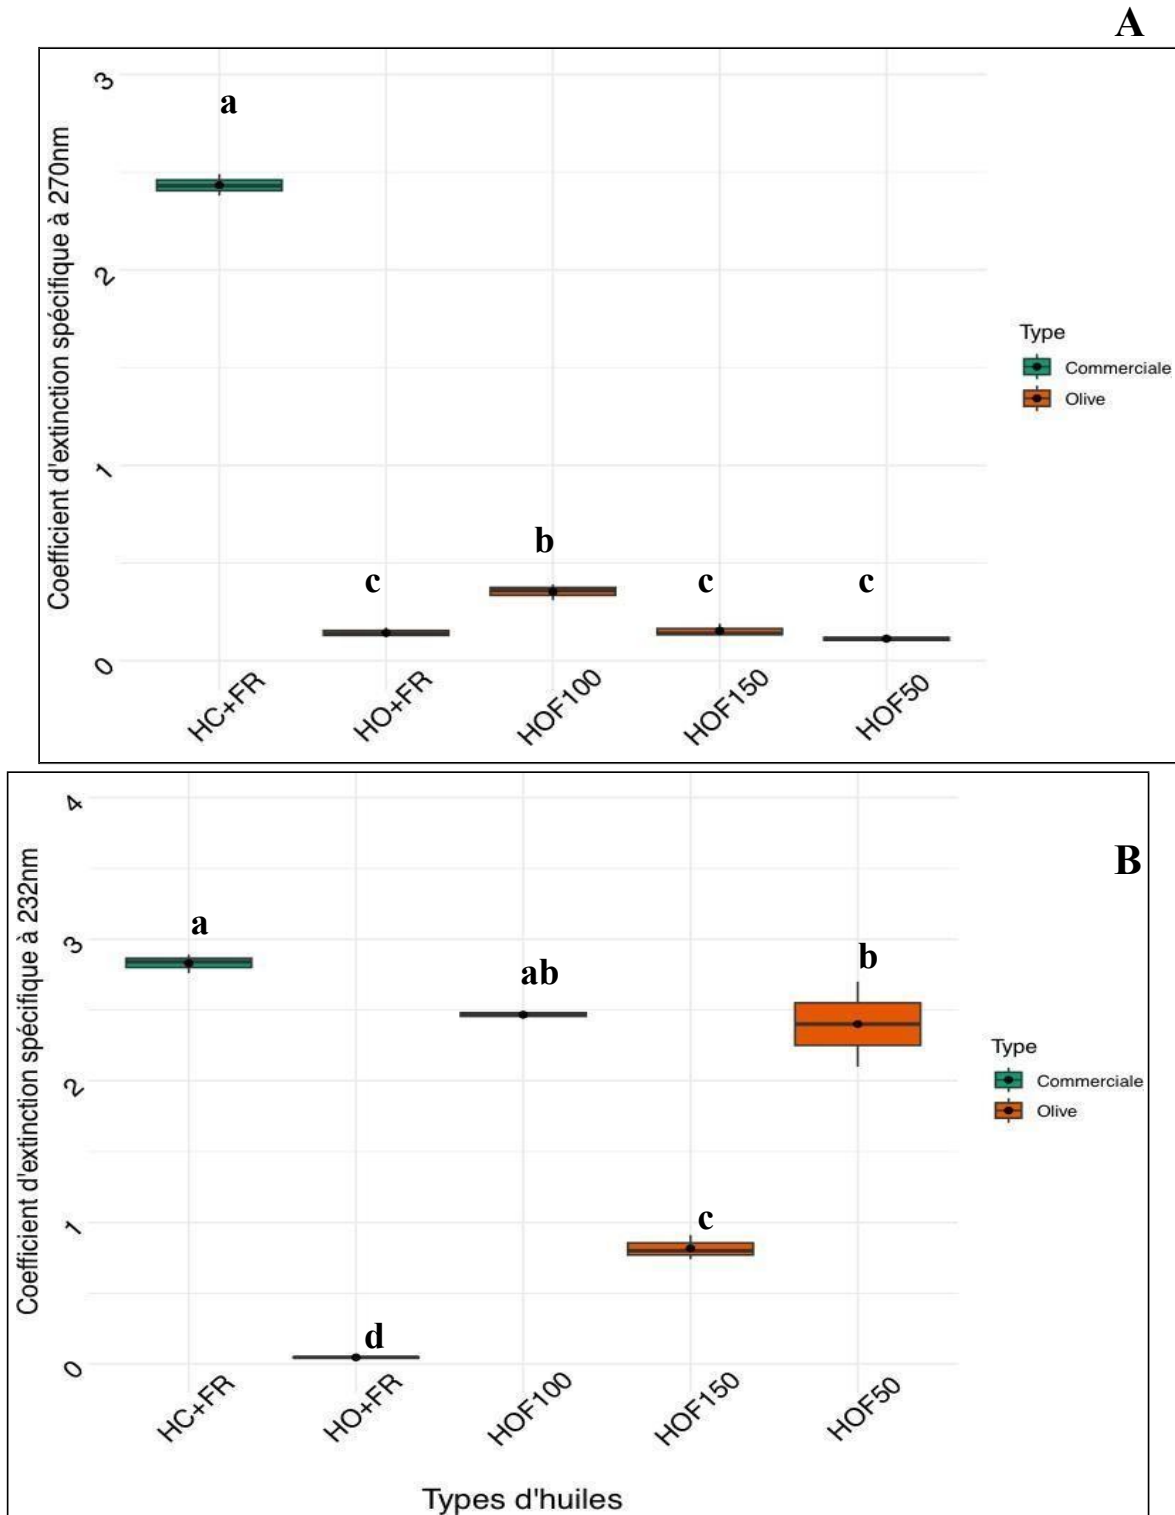 A
Coefficient d'extinction spécifique à 270nm
3
2
1
0
a
c
b
c
c
HC+FR
HO+FR
HOF100
HOF150
HOF50
Type
Commerciale
Olive
B
Coefficient d'extinction spécifique à 232nm
4
3
2
1
0
a
d
ab
c
b
HC+FR
HO+FR
HOF100
HOF150
HOF50
Types d'huiles
Type
Commerciale
Olive